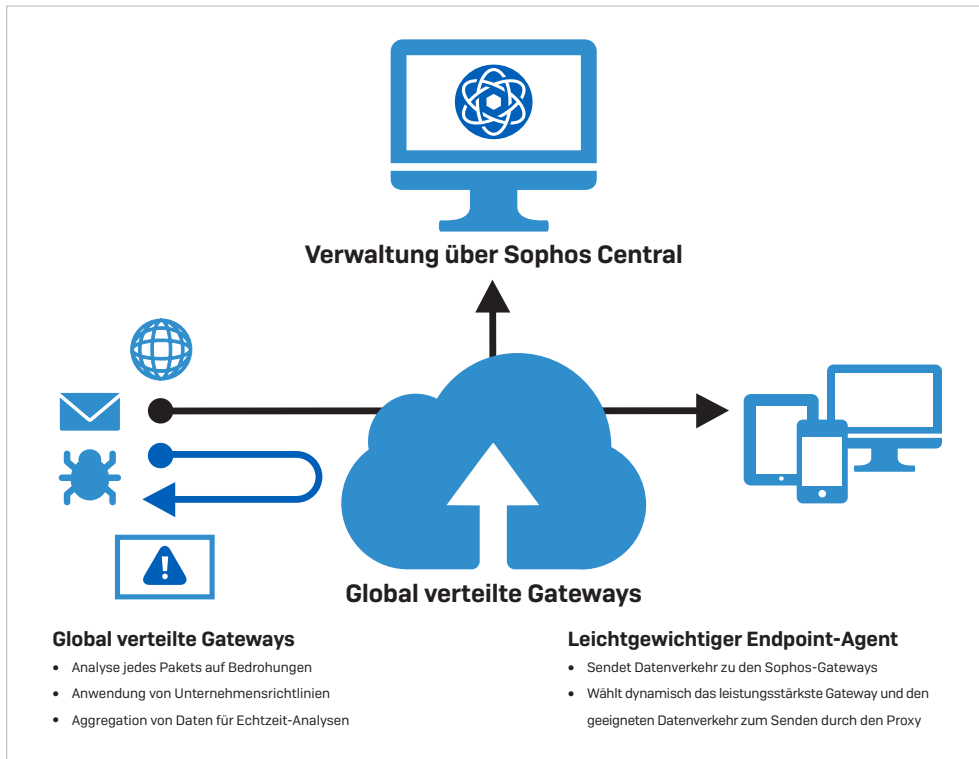 Verwaltung über Sophos Central
Global verteilte Gateways
Global verteilte Gateways
• Analyse jedes Pakets auf Bedrohungen
• Anwendung von Unternehmensrichtlinien
• Aggregation von Daten für Echtzeit-Analysen
Leichtgewichtiger Endpoint-Agent
• Sendet Datenverkehr zu den Sophos-Gateways
• Wählt dynamisch das leistungsstärkste Gateway und den
geeigneten Datenverkehr zum Senden durch den Proxy